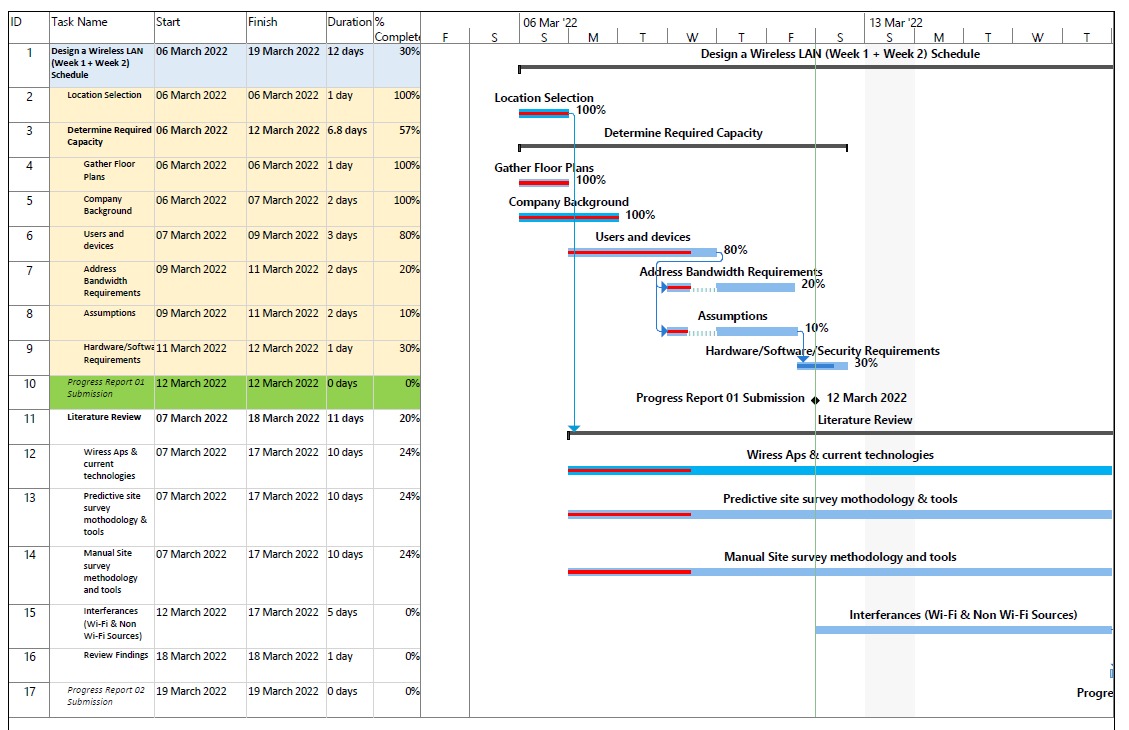 ID Task Name Start Finish Duration %
Complete
06 Mar '22 13 Mar '22
F S S M T W T F S S M T W T
1 Design a Wireless LAN 06 March 2022 19 March 2022 12 days 30%
(Week 1 + Week 2)
Schedule
Design a Wireless LAN (Week 1 + Week 2) Schedule
2 Location Selection 06 March 2022 06 March 2022 1 day 100%
Location Selection
100%
3 Determine Required 06 March 2022 12 March 2022 6.8 days 57%
Capacity
Determine Required Capacity
4 Gather Floor 06 March 2022 06 March 2022 1 day 100%
Plans
Gather Floor Plans
100%
5 Company 06 March 2022 07 March 2022 2 days 100%
Background
Company Background
100%
6 Users and 07 March 2022 09 March 2022 3 days 80%
devices
Users and devices
80%
7 Address 09 March 2022 11 March 2022 2 days 20%
Bandwidth
Requirements
Address Bandwidth Requirements
20%
8 Assumptions 09 March 2022 11 March 2022 2 days 10%
Assumptions
10%
9 Hardware/Softwa 11 March 2022 12 March 2022 1 day 30%
Requirements
Hardware/Software/Security Requirements
30%
10 Progress Report 01 12 March 2022 12 March 2022 0 days 0%
Submission
Progress Report 01 Submission 12 March 2022
11 Literature Review 07 March 2022 18 March 2022 11 days 20%
Literature Review
12 Wiress Aps & 07 March 2022 17 March 2022 10 days 24%
current
technologies
Wiress Aps & current technologies
13 Predictive site 07 March 2022 17 March 2022 10 days 24%
survey
mothodology &
tools
Predictive site survey mothodology & tools
14 Manual Site 07 March 2022 17 March 2022 10 days 24%
survey
methodology
and tools
Manual Site survey methodology and tools
15 Interferances 12 March 2022 17 March 2022 5 days 0%
(Wi-Fi & Non
Wi-Fi Sources)
Interferances (Wi-Fi & Non Wi-Fi Sources)
16 Review Findings 18 March 2022 18 March 2022 1 day 0%
17 Progress Report 02 19 March 2022 19 March 2022 0 days 0%
Submission
Progre